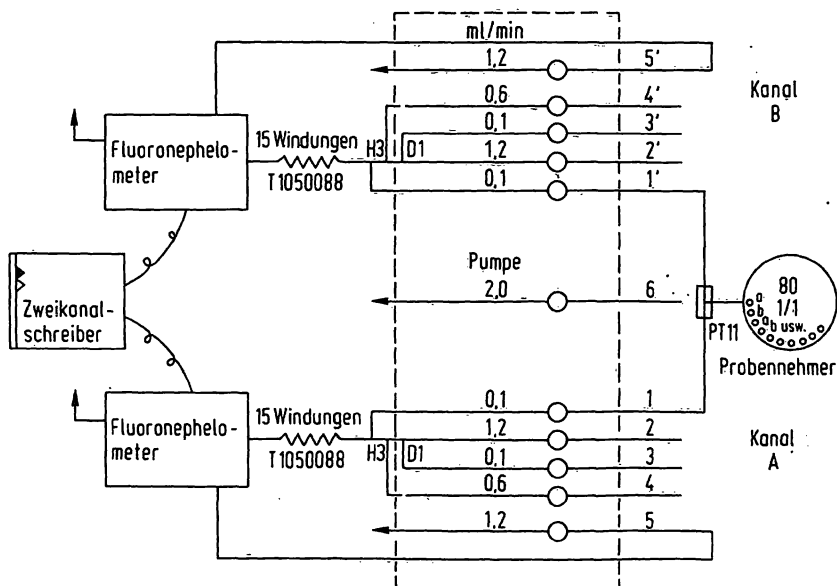 ml/min
1,2 5'
0,6 4'
0,1 3'
1,2 2'
0,1 1'
Kanal
B
Fluoronephelo-
meter
15 Windungen
T1050088
H3
D1
Pumpe
2,0 6
Zweikanal-
schreiber
PT11
80
1/1
a
b
a
b usw.
Probennehmer
0,1 1
1,2 2
0,1 3
0,6 4
1,2 5
Kanal
A
Fluoronephelo-
meter
15 Windungen
T1050088
H3
D1